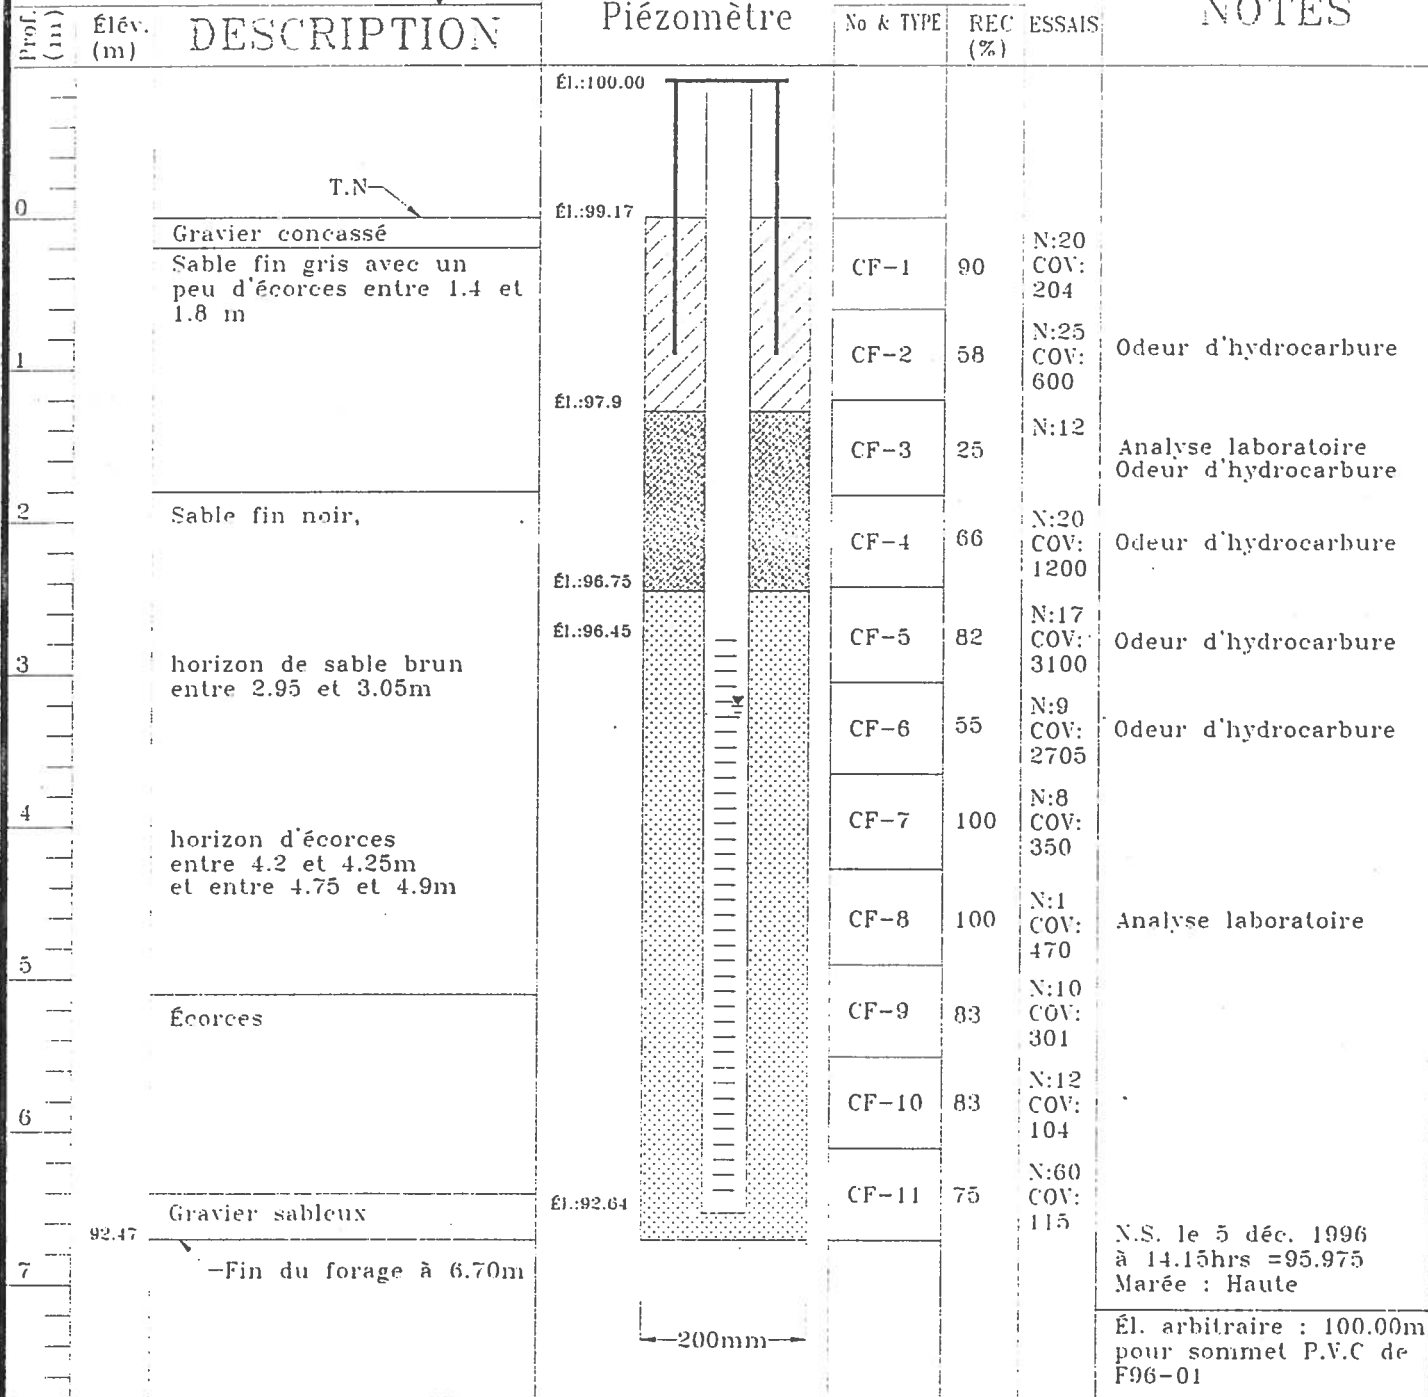 Prof. (m)
Élév. (m)
DESCRIPTION
Piézomètre
No & TYPE
REC (%)
ESSAIS
NOTES
Él.:100.00
T.N
0
Él.:99.17
Gravier concassé
Sable fin gris avec un
peu d'écorces entre 1.4 et
1.8 m
CF-1
90
N:20
COV:
204
1
CF-2
58
N:25
COV:
600
Odeur d'hydrocarbure
Él.:97.9
CF-3
25
N:12
Analyse laboratoire
Odeur d'hydrocarbure
2
Sable fin noir,
CF-4
66
N:20
COV:
1200
Odeur d'hydrocarbure
Él.:96.75
Él.:96.45
CF-5
82
N:17
COV:
3100
Odeur d'hydrocarbure
3
horizon de sable brun
entre 2.95 et 3.05m
CF-6
55
N:9
COV:
2705
Odeur d'hydrocarbure
4
horizon d'écorces
entre 4.2 et 4.25m
et entre 4.75 et 4.9m
CF-7
100
N:8
COV:
350
CF-8
100
N:1
COV:
470
Analyse laboratoire
5
Écorces
CF-9
83
N:10
COV:
301
6
CF-10
83
N:12
COV:
104
Él.:92.64
CF-11
75
N:60
COV:
115
Gravier sableux
92.47
7
-Fin du forage à 6.70m
N.S. le 5 déc. 1996
à 14.15hrs =95.975
Marée : Haute
200mm
Él. arbitraire : 100.00m
pour sommet P.V.C de
F96-01